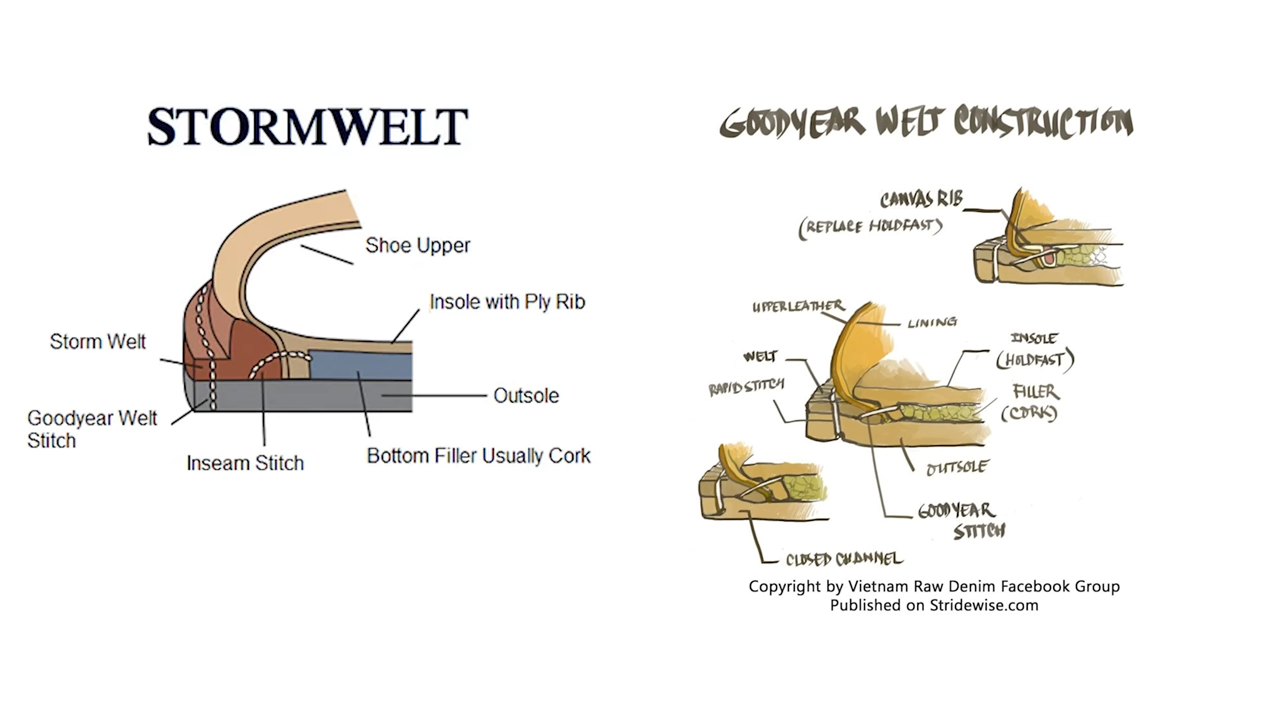 STORMWELT
Shoe Upper
Insole with Ply Rib
Storm Welt
Outsole
Goodyear Welt
Stitch
Inseam Stitch
Bottom Filler Usually Cork
GOODYEAR WELT CONSTRUCTION
CANVAS RIB
(REPLACE HOLDFAST)
UPPER LEATHER
LINING
INSOLE
(HOLDFAST)
WELT
RAPID STITCH
FILLER
(CORK)
OUTSOLE
GOODYEAR
STITCH
CLOSED CHANNEL
Copyright by Vietnam Raw Denim Facebook Group
Published on Stridewise.com